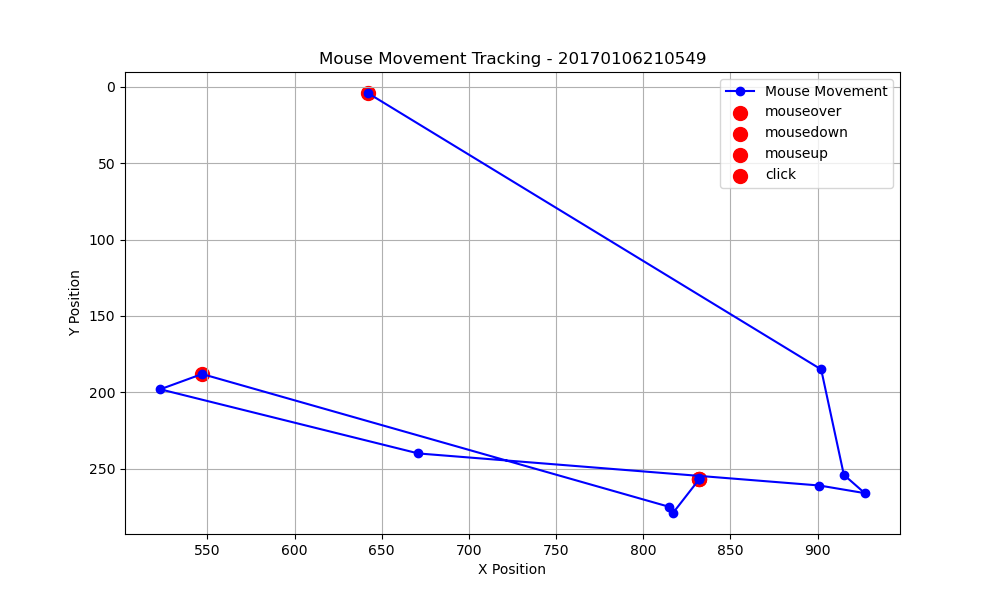 Mouse Movement Tracking - 20170106210549
Mouse Movement
mouseover
mousedown
mouseup
click
0
50
100
150
200
250
Y Position
550
600
650
700
750
800
850
900
X Position